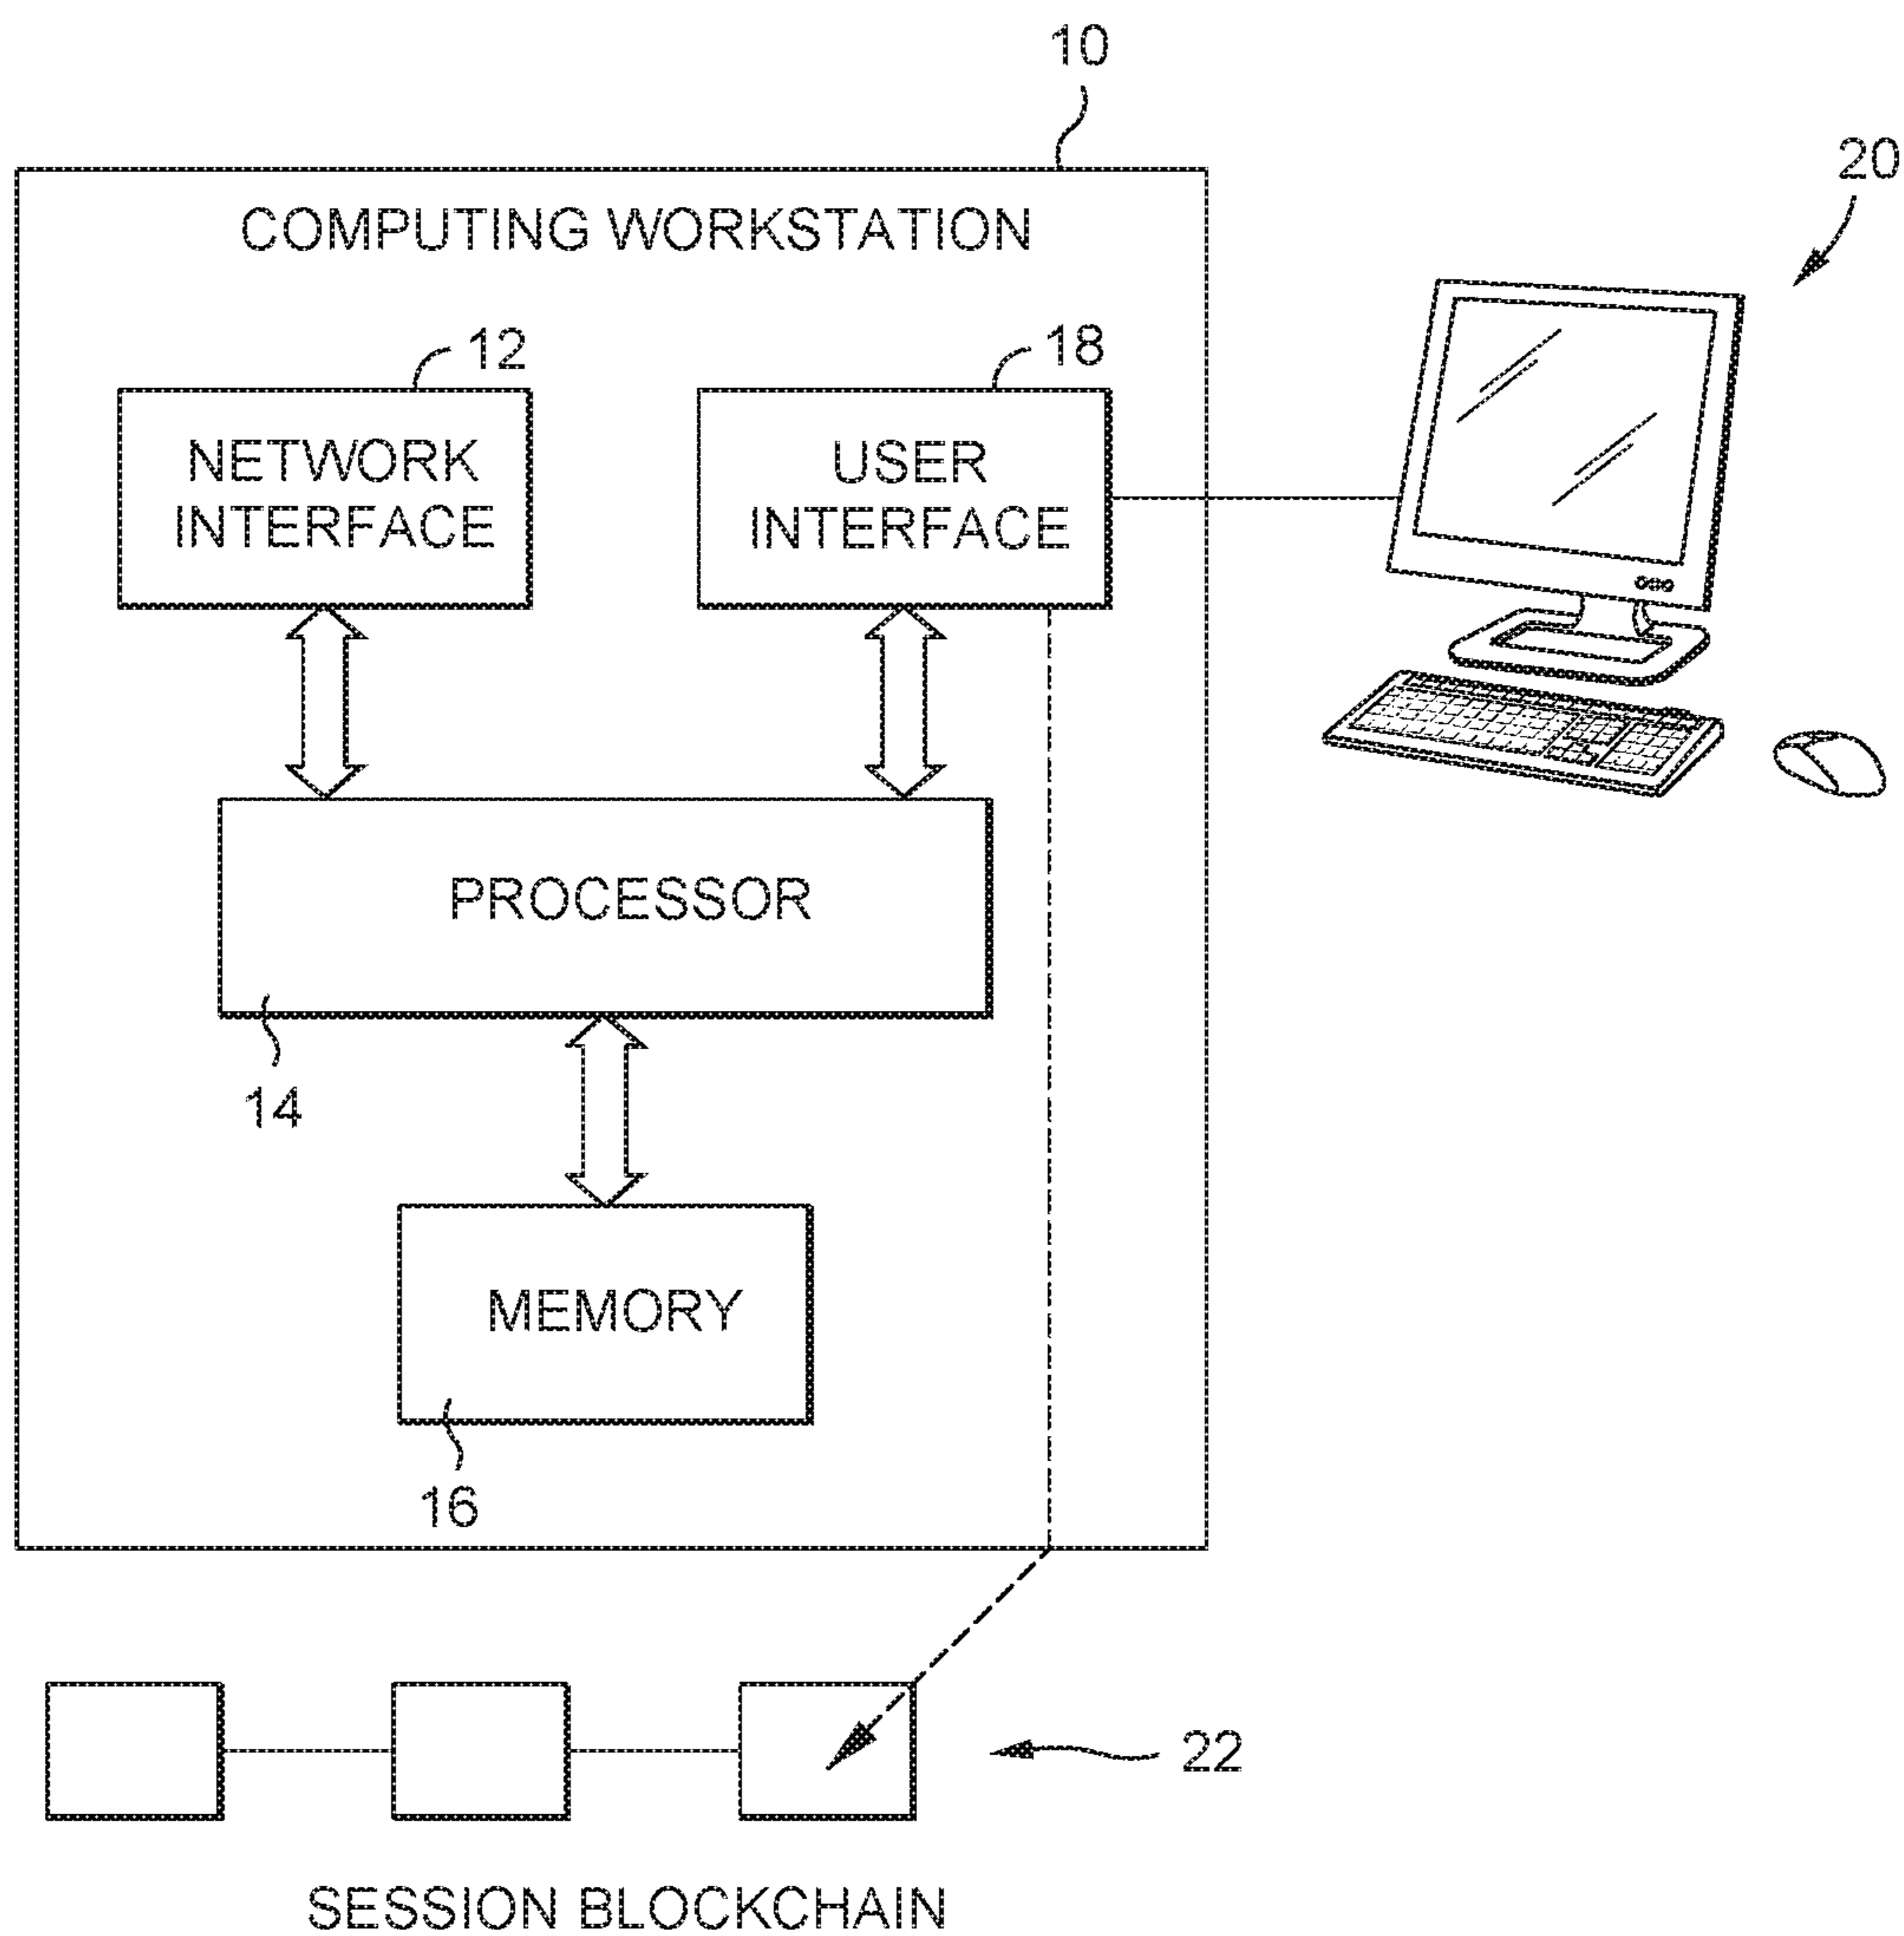 10
20
COMPUTING WORKSTATION
12
18
NETWORK
INTERFACE
USER
INTERFACE
PROCESSOR
14
MEMORY
16
22
SESSION BLOCKCHAIN